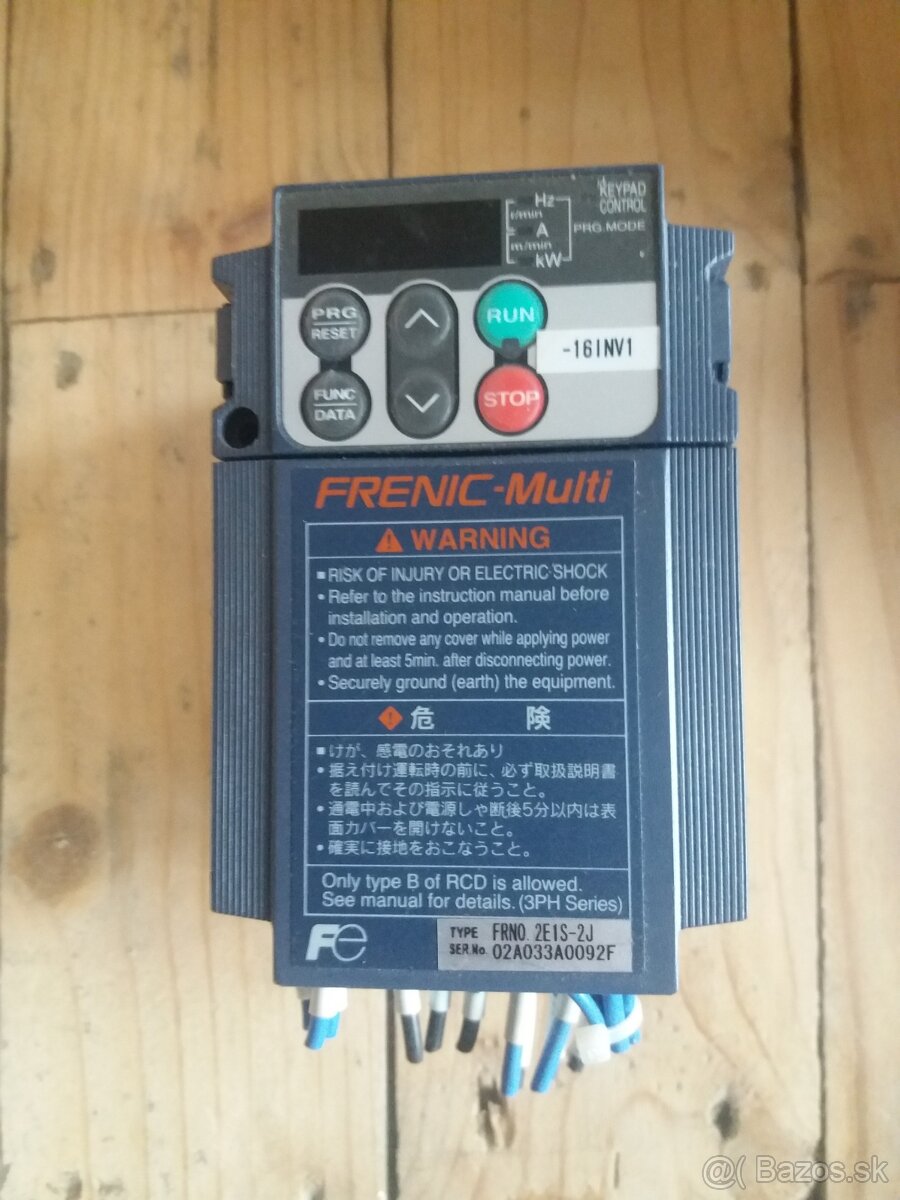 KEYPAD
CONTROL
PRG.MODE
Hz
r/min
A
m/min
kW
PRG
RESET
RUN
-16INV1
FUNC
DATA
STOP
FRENIC-Multi
WARNING
■RISK OF INJURY OR ELECTRIC SHOCK
• Refer to the instruction manual before
installation and operation.
• Do not remove any cover while applying power
and at least 5min. after disconnecting power.
• Securely ground (earth) the equipment.
危 険
■けが、感電のおそれあり
• 据え付け運転時の前に、必ず取扱説明書
を読んでその指示に従うこと。
• 通電中および電源しゃ断後5分以内は表
面カバーを開けないこと。
• 確実に接地をおこなうこと。
Only type B of RCD is allowed.
See manual for details. (3PH Series)
Fe
TYPE FRN0.2E1S-2J
SER.No. 02A033A0092F
@( Bazos.sk